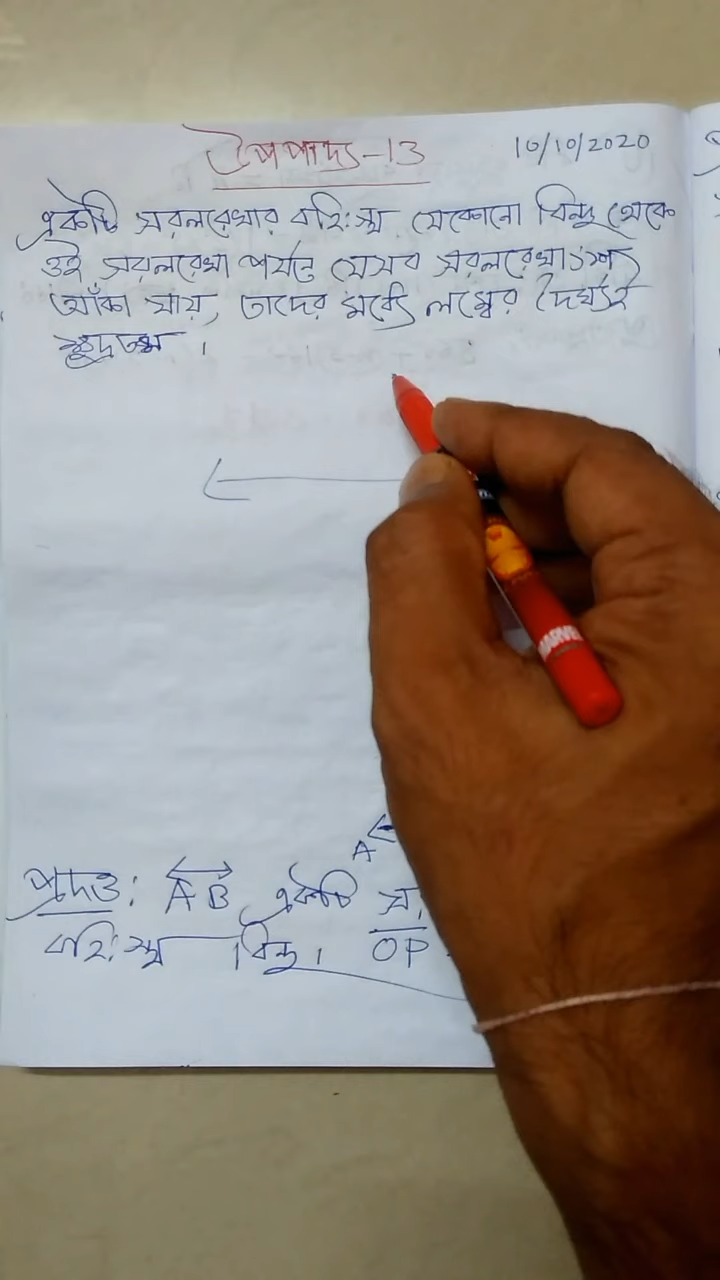 উপপাদ্য-13
10/10/2020
একটি সরলরেখার বহিঃস্থ যেকোনো বিন্দু থেকে
ওই সরলরেখা পর্যন্ত যেসব সরলরেখাংশ
আঁকা যায়, তাদের মধ্যে লম্বের দৈর্ঘ্যই
ক্ষুদ্রতম ।
MARVEL
A
প্রদত্ত : AB একটি স.
বহিঃস্থ বিন্দু। OP